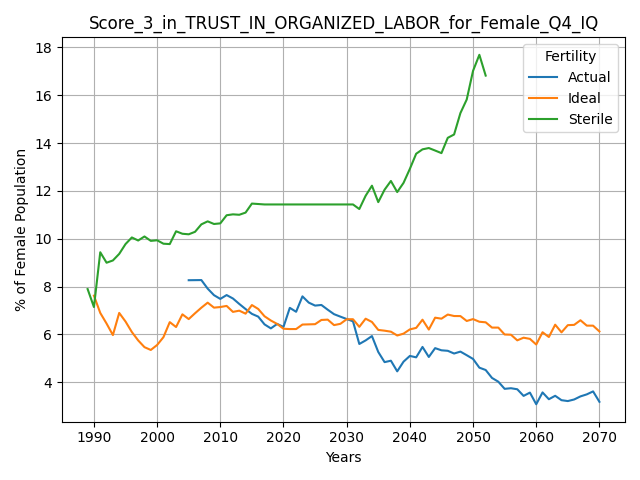 Score_3_in_TRUST_IN_ORGANIZED_LABOR_for_Female_Q4_IQ
Fertility
Actual
Ideal
Sterile
% of Female Population
18
16
14
12
10
8
6
4
1990 2000 2010 2020 2030 2040 2050 2060 2070
Years